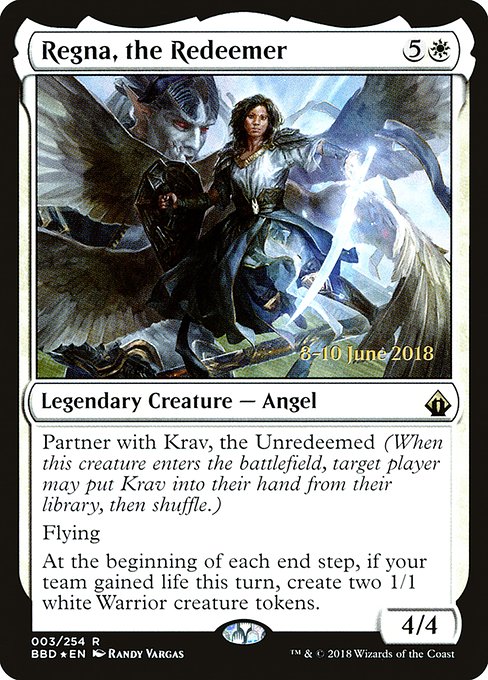 Regna, the Redeemer 5
8-10 June 2018
Legendary Creature — Angel
Partner with Krav, the Unredeemed (When
this creature enters the battlefield, target player
may put Krav into their hand from their
library, then shuffle.)
Flying
At the beginning of each end step, if your
team gained life this turn, create two 1/1
white Warrior creature tokens.
4/4
003/254 R
BBD ★ EN Randy Vargas
™ & © 2018 Wizards of the Coast